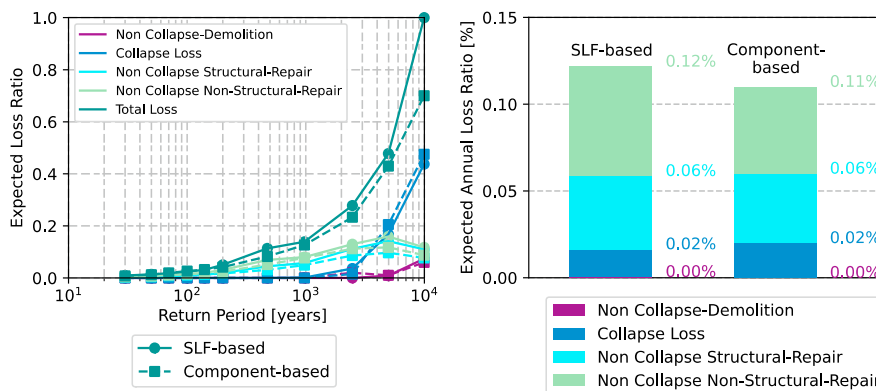 Expected Loss Ratio
1.0
0.8
0.6
0.4
0.2
0.0
Non Collapse-Demolition
Collapse Loss
Non Collapse Structural-Repair
Non Collapse Non-Structural-Repair
Total Loss
10¹
10²
10³
10⁴
Return Period [years]
SLF-based
Component-based
Expected Annual Loss Ratio [%]
0.15
0.10
0.05
0.00
SLF-based
Component-
based
0.12%
0.06%
0.02%
0.00%
0.11%
0.06%
0.02%
0.00%
Non Collapse-Demolition
Collapse Loss
Non Collapse Structural-Repair
Non Collapse Non-Structural-Repair